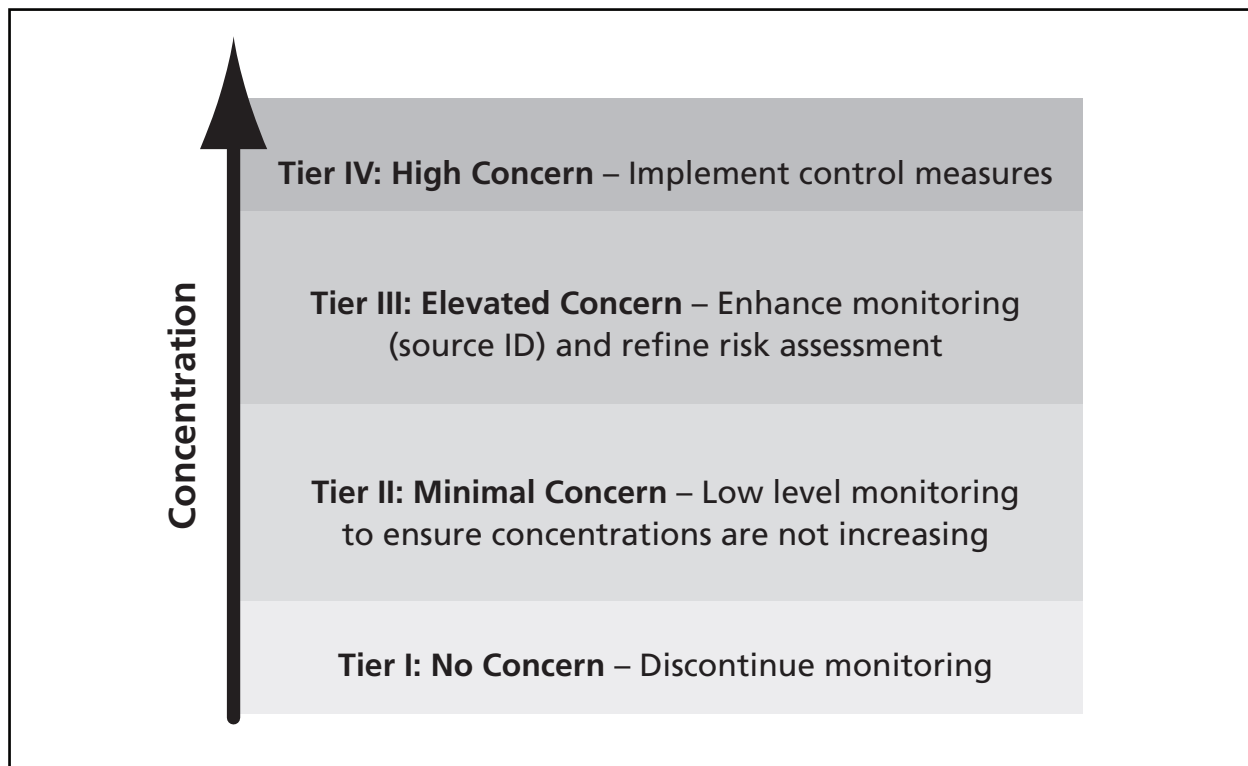 Concentration
Tier IV: High Concern – Implement control measures
Tier III: Elevated Concern – Enhance monitoring
(source ID) and refine risk assessment
Tier II: Minimal Concern – Low level monitoring
to ensure concentrations are not increasing
Tier I: No Concern – Discontinue monitoring